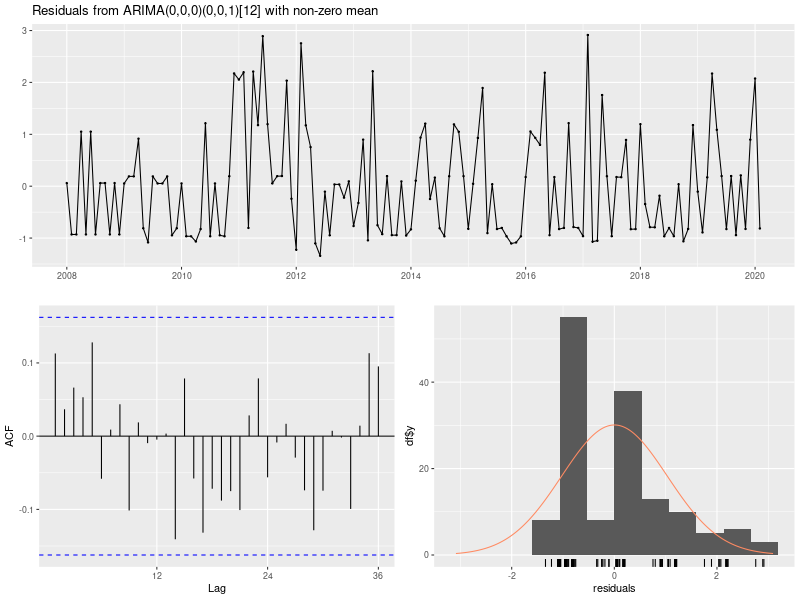 Residuals from ARIMA(0,0,0)(0,0,1)[12] with non-zero mean
3
2
1
0
-1
2008 2010 2012 2014 2016 2018 2020
ACF
0.1
0.0
-0.1
12 24 36
Lag
df$y
40
20
0
-2 0 2
residuals